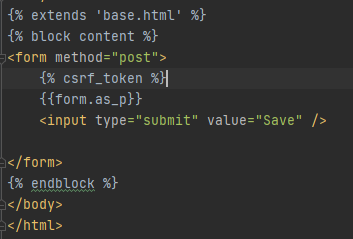 {% extends 'base.html' %}
{% block content %}
<form method="post">
    {% csrf_token %}
    {{form.as_p}}
    <input type="submit" value="Save" />

</form>
{% endblock %}
</body>
</html>